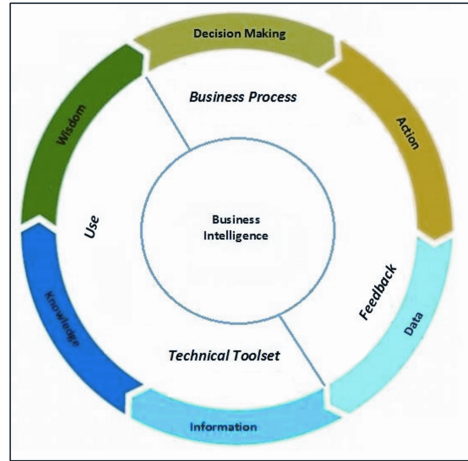 Decision Making
Business Process
Wisdom
Action
Use
Business
Intelligence
Feedback
Knowledge
Data
Technical Toolset
Information